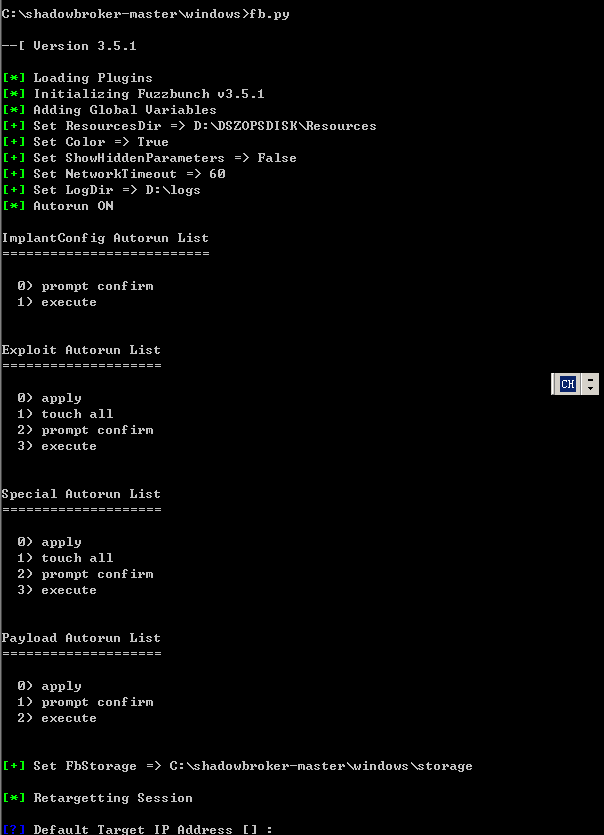 C:\shadowbroker-master\windows>fb.py
--[ Version 3.5.1
[*] Loading Plugins
[*] Initializing Fuzzbunch v3.5.1
[*] Adding Global Variables
[+] Set ResourcesDir => D:\DSZOPSDISK\Resources
[+] Set Color => True
[+] Set ShowHiddenParameters => False
[+] Set NetworkTimeout => 60
[+] Set LogDir => D:\logs
[*] Autorun ON
ImplantConfig Autorun List
==========================
0) prompt confirm
1) execute
Exploit Autorun List
====================
0) apply
1) touch all
2) prompt confirm
3) execute
CH
Special Autorun List
====================
0) apply
1) touch all
2) prompt confirm
3) execute
Payload Autorun List
====================
0) apply
1) prompt confirm
2) execute
[+] Set FbStorage => C:\shadowbroker-master\windows\storage
[*] Retargetting Session
[?] Default Target IP Address [] :